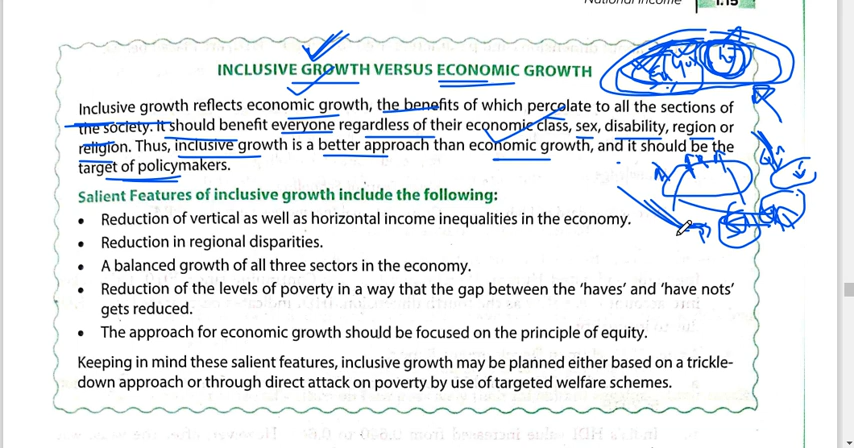 National Income
1.15
INCLUSIVE GROWTH VERSUS ECONOMIC GROWTH
Inclusive growth reflects economic growth, the benefits of which percolate to all the sections of
the society. It should benefit everyone regardless of their economic class, sex, disability, region or
religion. Thus, inclusive growth is a better approach than economic growth, and it should be the
target of policymakers.
Salient Features of inclusive growth include the following:
• Reduction of vertical as well as horizontal income inequalities in the economy.
• Reduction in regional disparities.
• A balanced growth of all three sectors in the economy.
• Reduction of the levels of poverty in a way that the gap between the ‘haves’ and ‘have nots’
gets reduced.
• The approach for economic growth should be focused on the principle of equity.
Keeping in mind these salient features, inclusive growth may be planned either based on a trickle-
down approach or through direct attack on poverty by use of targeted welfare schemes.